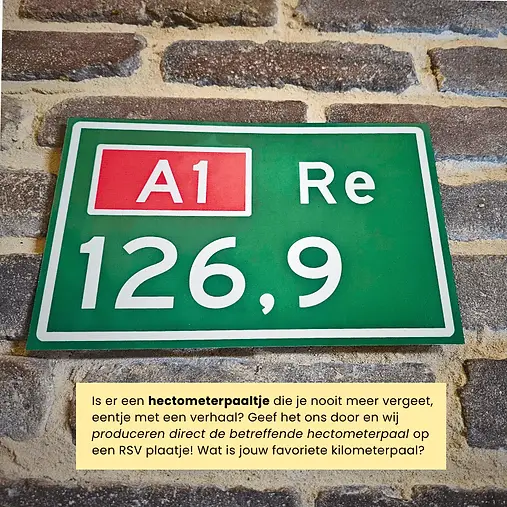 A1 Re
126,9
Is er een hectometerpaaltje die je nooit meer vergeet,
eentje met een verhaal? Geef het ons door en wij
produceren direct de betreffende hectometerpaal op
een RSV plaatje! Wat is jouw favoriete kilometerpaal?